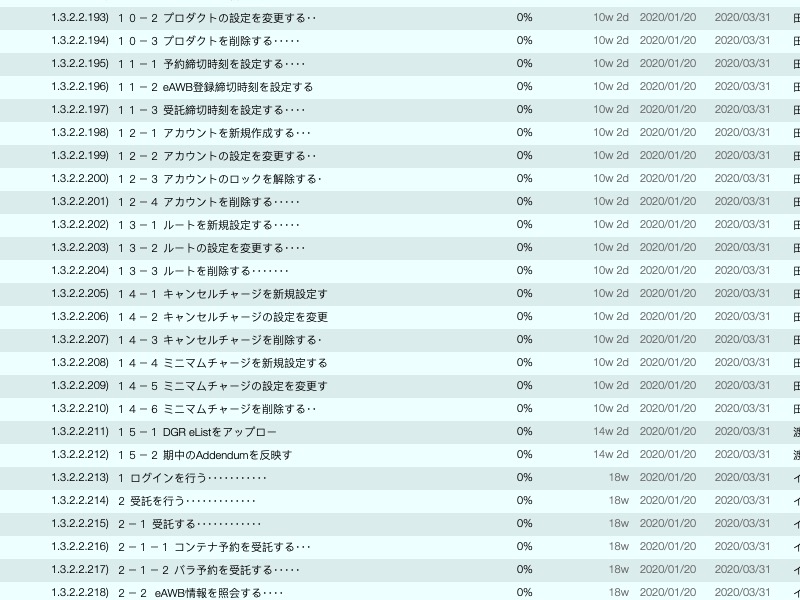 1.3.2.2.193) 10−2 プロダクトの設定を変更する‥ 0% 10w 2d 2020/01/20 2020/03/31
1.3.2.2.194) 10−3 プロダクトを削除する‥‥・ 0% 10w 2d 2020/01/20 2020/03/31
1.3.2.2.195) 11−1 予約締切時刻を設定する‥‥ 0% 10w 2d 2020/01/20 2020/03/31
1.3.2.2.196) 11−2 eAWB登録締切時刻を設定する 0% 10w 2d 2020/01/20 2020/03/31
1.3.2.2.197) 11−3 受託締切時刻を設定する‥‥ 0% 10w 2d 2020/01/20 2020/03/31
1.3.2.2.198) 12−1 アカウントを新規作成する‥・ 0% 10w 2d 2020/01/20 2020/03/31
1.3.2.2.199) 12−2 アカウントの設定を変更する‥ 0% 10w 2d 2020/01/20 2020/03/31
1.3.2.2.200) 12−3 アカウントのロックを解除する・ 0% 10w 2d 2020/01/20 2020/03/31
1.3.2.2.201) 12−4 アカウントを削除する‥‥・ 0% 10w 2d 2020/01/20 2020/03/31
1.3.2.2.202) 13−1 ルートを新規設定する‥‥・ 0% 10w 2d 2020/01/20 2020/03/31
1.3.2.2.203) 13−2 ルートの設定を変更する‥‥ 0% 10w 2d 2020/01/20 2020/03/31
1.3.2.2.204) 13−3 ルートを削除する‥‥‥・ 0% 10w 2d 2020/01/20 2020/03/31
1.3.2.2.205) 14−1 キャンセルチャージを新規設定す 0% 10w 2d 2020/01/20 2020/03/31
1.3.2.2.206) 14−2 キャンセルチャージの設定を変更 0% 10w 2d 2020/01/20 2020/03/31
1.3.2.2.207) 14−3 キャンセルチャージを削除する・ 0% 10w 2d 2020/01/20 2020/03/31
1.3.2.2.208) 14−4 ミニマムチャージを新規設定する 0% 10w 2d 2020/01/20 2020/03/31
1.3.2.2.209) 14−5 ミニマムチャージの設定を変更す 0% 10w 2d 2020/01/20 2020/03/31
1.3.2.2.210) 14−6 ミニマムチャージを削除する‥ 0% 10w 2d 2020/01/20 2020/03/31
1.3.2.2.211) 15−1 DGR eListをアップロー 0% 14w 2d 2020/01/20 2020/03/31
1.3.2.2.212) 15−2 期中のAddendumを反映す 0% 14w 2d 2020/01/20 2020/03/31
1.3.2.2.213) 1 ログインを行う‥‥‥‥‥・ 0% 18w 2020/01/20 2020/03/31
1.3.2.2.214) 2 受託を行う‥‥‥‥‥‥・ 0% 18w 2020/01/20 2020/03/31
1.3.2.2.215) 2−1 受託する‥‥‥‥‥‥ 0% 18w 2020/01/20 2020/03/31
1.3.2.2.216) 2−1−1 コンテナ予約を受託する‥・ 0% 18w 2020/01/20 2020/03/31
1.3.2.2.217) 2−1−2 バラ予約を受託する‥‥・ 0% 18w 2020/01/20 2020/03/31
1.3.2.2.218) 2−2 eAWB情報を照会する‥‥ 0% 18w 2020/01/20 2020/03/31